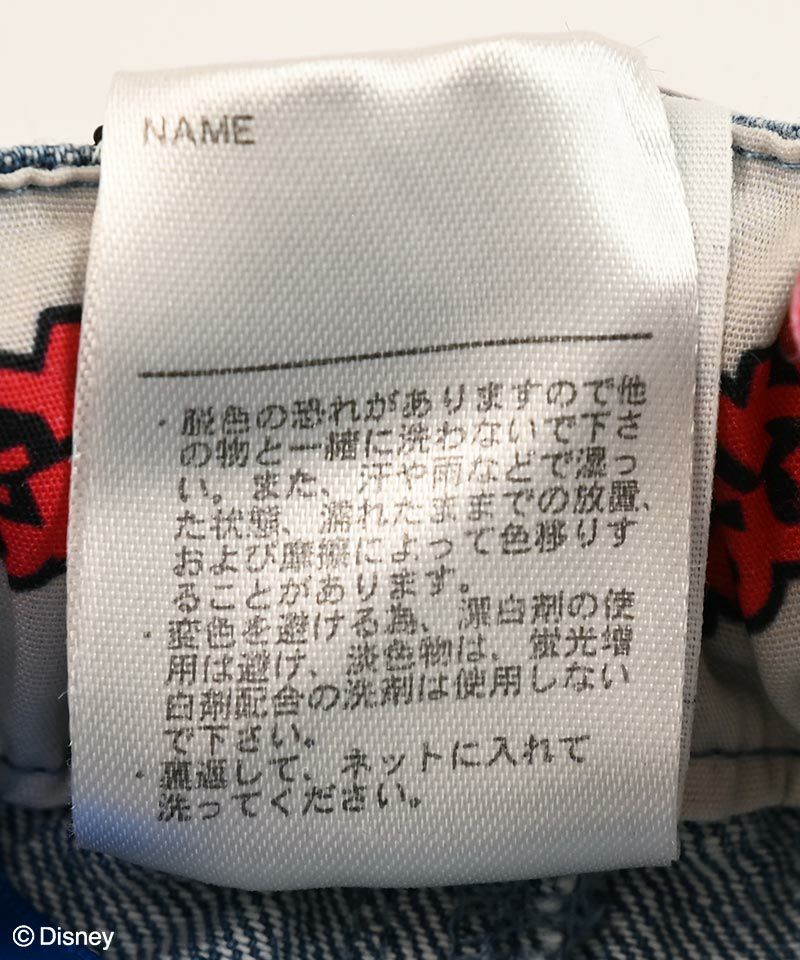 NAME
・脱色の恐れがありますので他
の物と一緒に洗わないで下さ
い。また、汗や雨などで湿っ
た状態、濡れたままでの放置、
および摩擦によって色移りす
ることがあります。
・変色を避ける為、漂白剤の使
用は避け、淡色物は、蛍光増
白剤配合の洗剤は使用しない
で下さい。
・裏返して、ネットに入れて
洗ってください。
© Disney